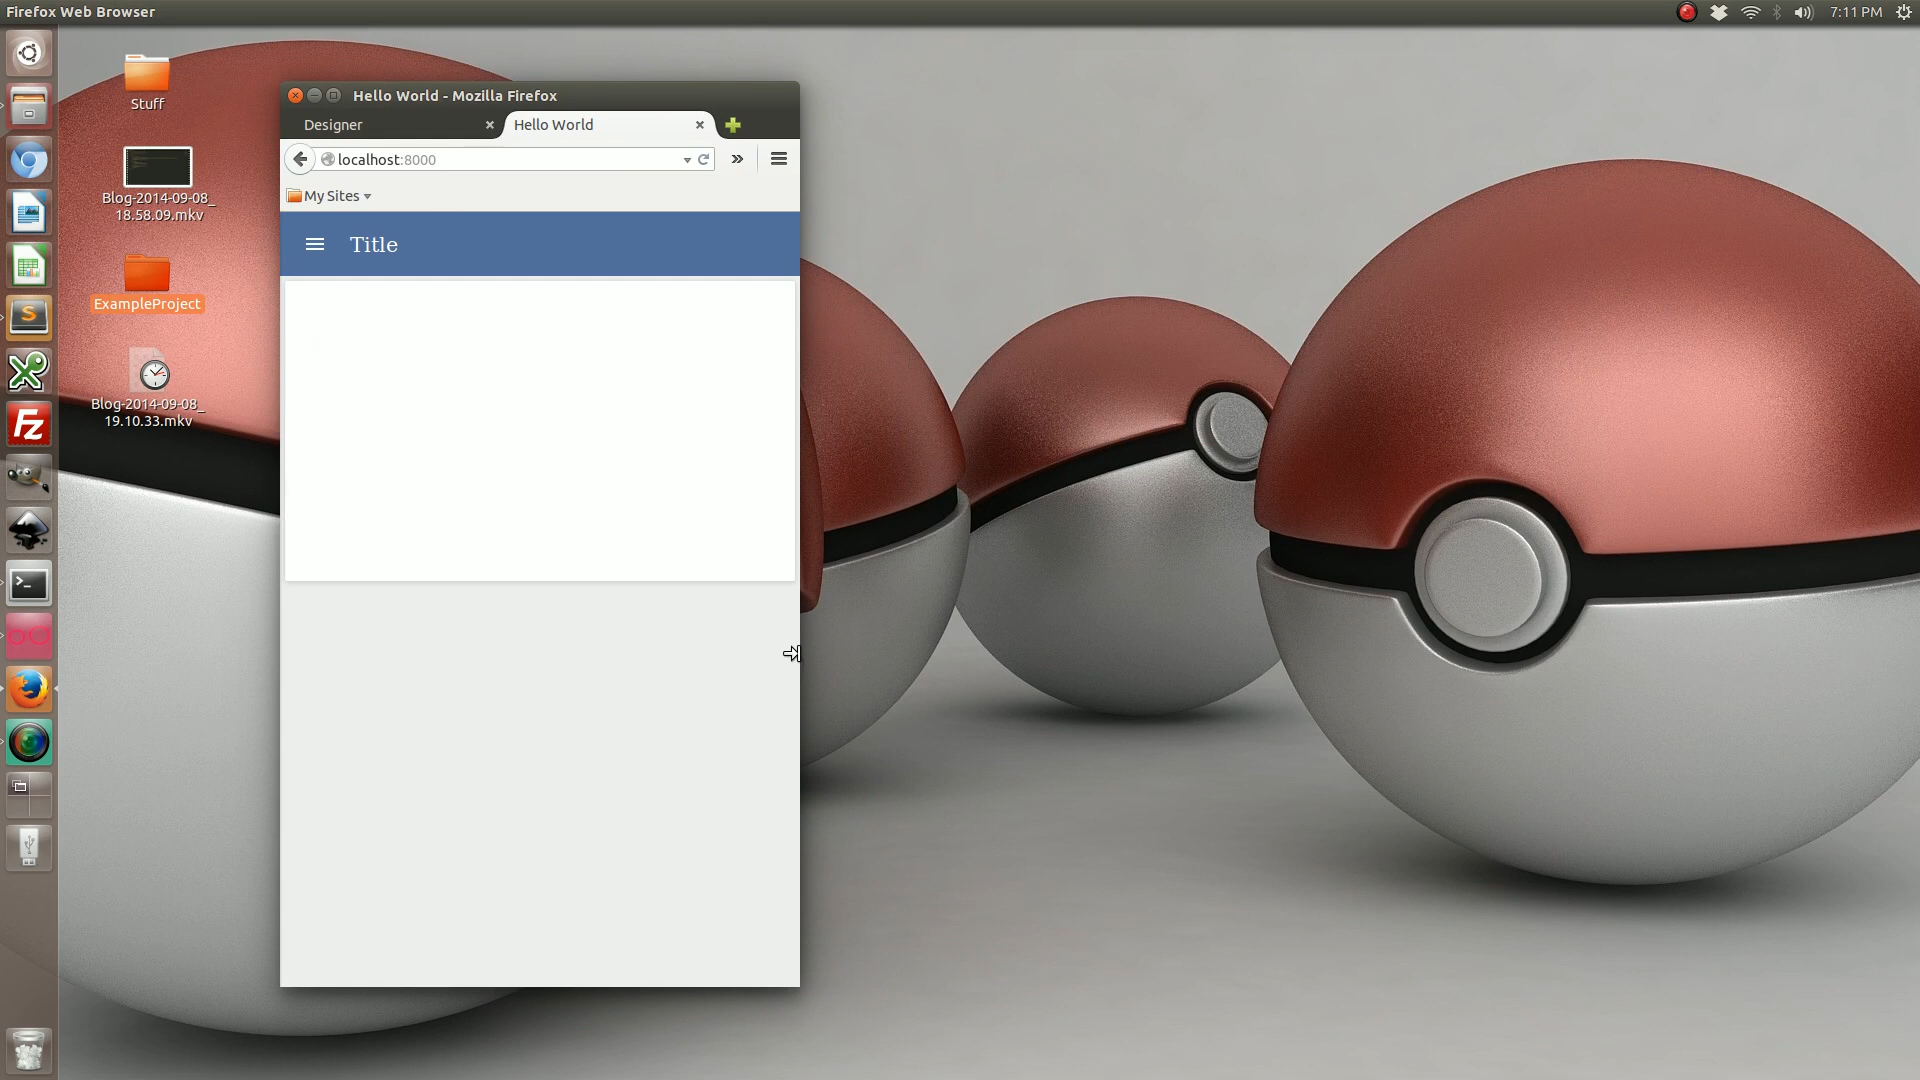 Firefox Web Browser
7:11 PM
Stuff
Blog-2014-09-08_
18.58.09.mkv
ExampleProject
Blog-2014-09-08_
19.10.33.mkv
Hello World - Mozilla Firefox
Designer
Hello World
localhost:8000
My Sites
Title
S
X
Fz
>_